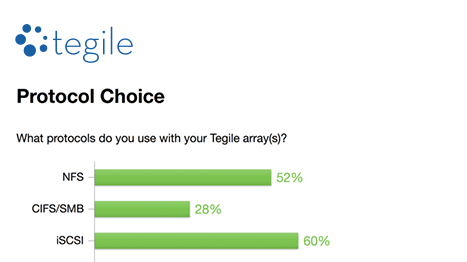 tegile
Protocol Choice
What protocols do you use with your Tegile array(s)?
NFS 52%
CIFS/SMB 28%
iSCSI 60%